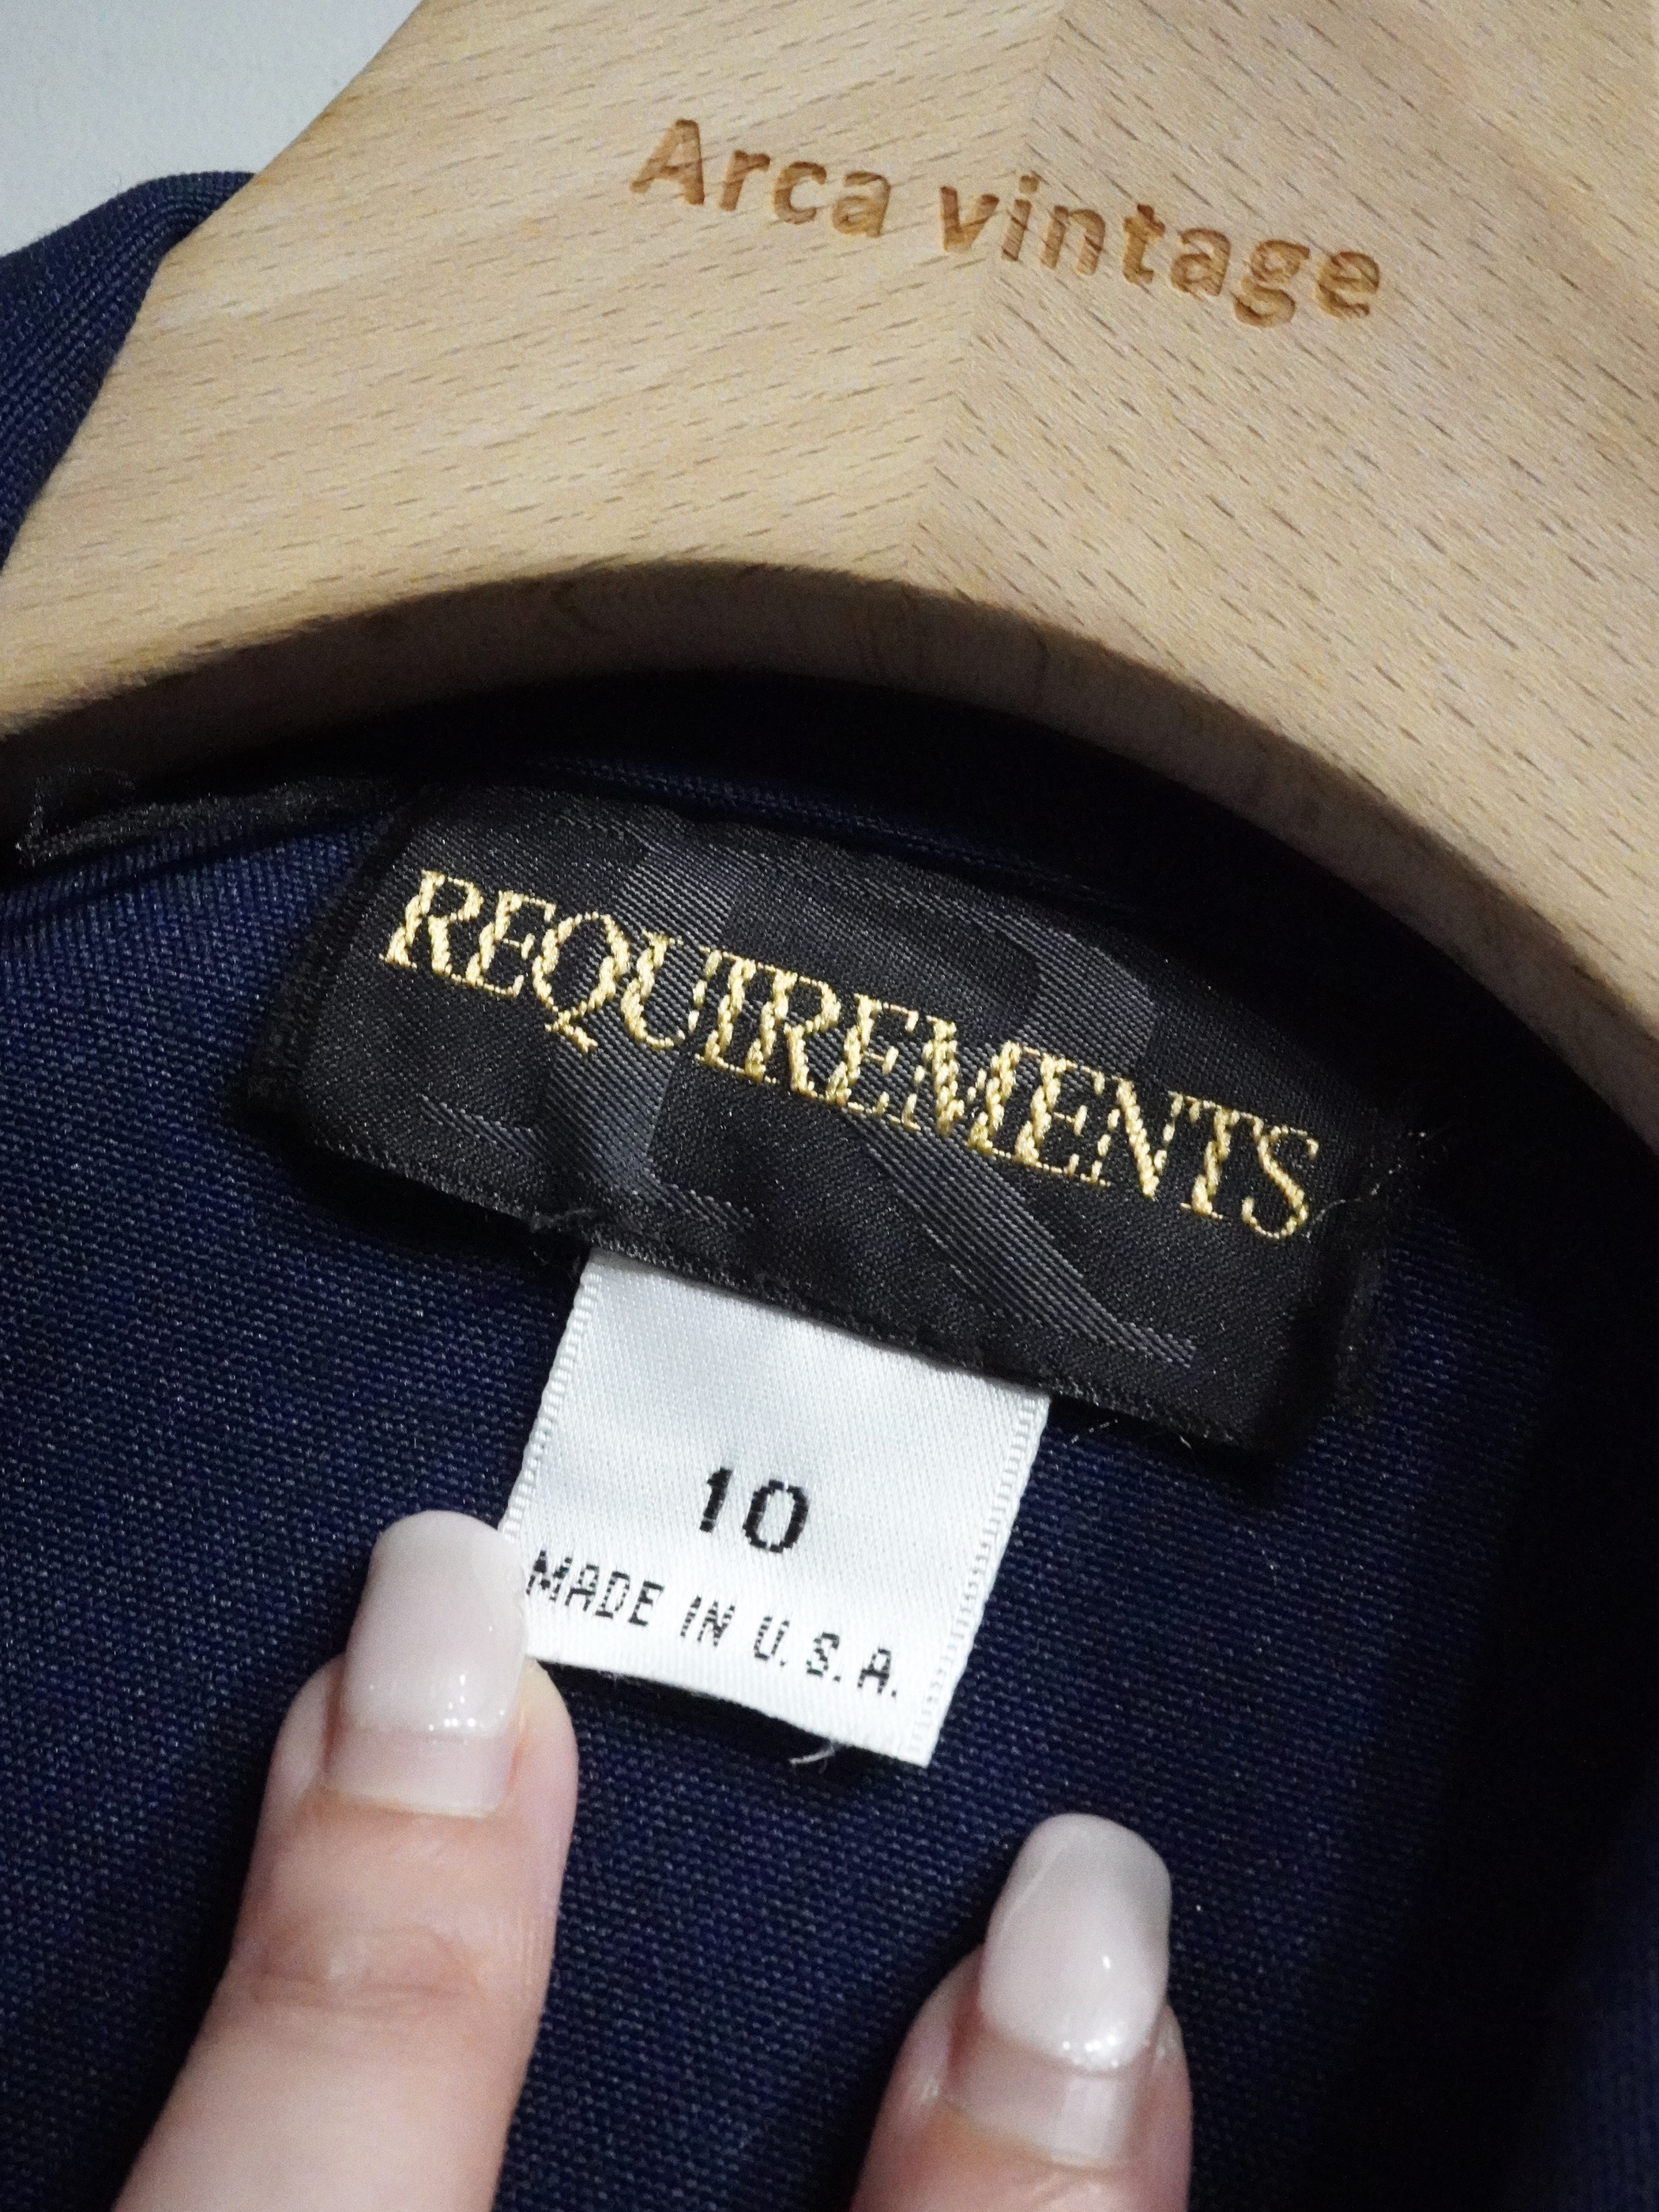 Arca vintage
REQUIREMENTS
10
MADE IN U.S.A.